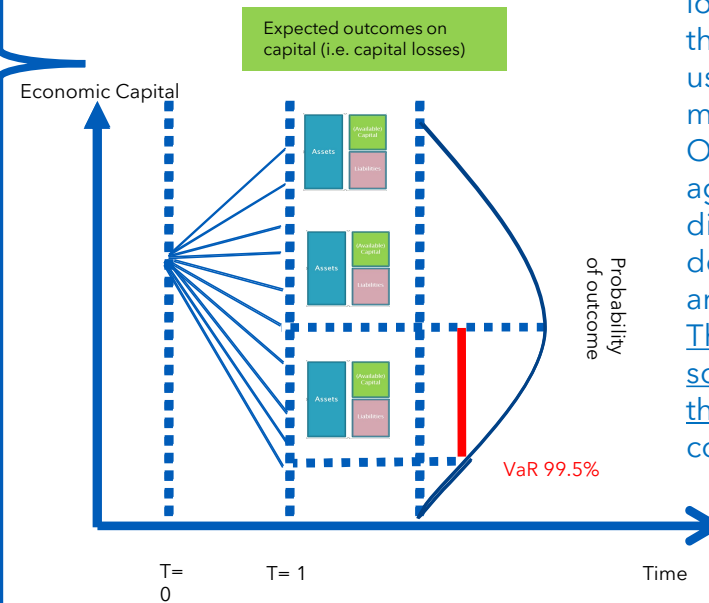 Expected outcomes on
capital (i.e. capital losses)
Economic Capital
Assets
(Available)
Capital
Liabilities
Assets
(Available)
Capital
Liabilities
Assets
(Available)
Capital
Liabilities
Probability
of outcome
VaR 99.5%
T=
0
T= 1
Time